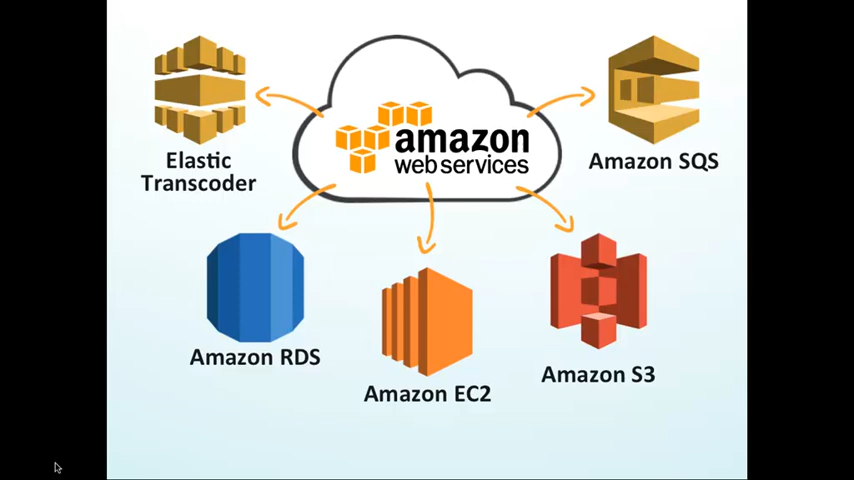 amazon
web services
Elastic
Transcoder
Amazon SQS
Amazon RDS
Amazon EC2
Amazon S3